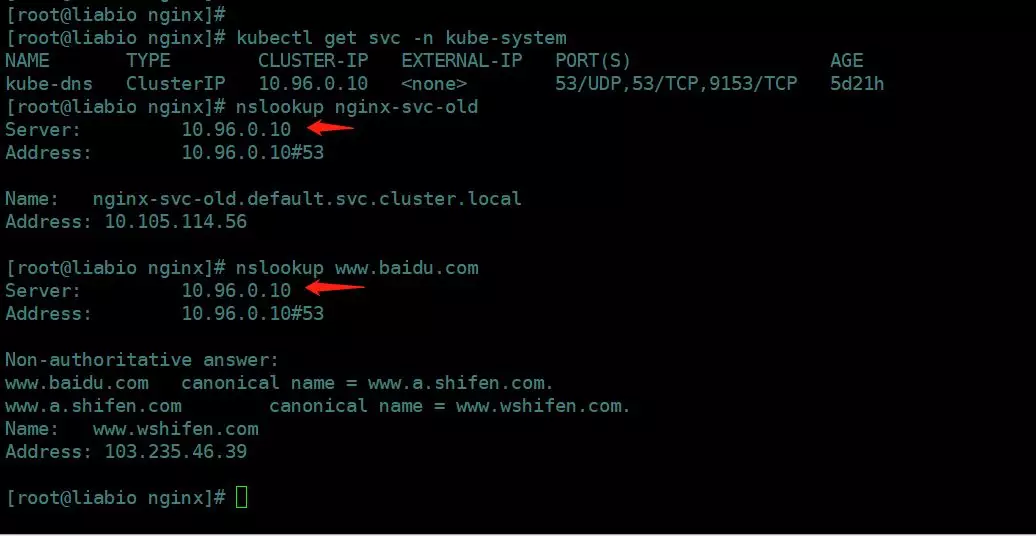 [root@liabio nginx]#
[root@liabio nginx]# kubectl get svc -n kube-system
NAME TYPE CLUSTER-IP EXTERNAL-IP PORT(S) AGE
kube-dns ClusterIP 10.96.0.10 <none> 53/UDP,53/TCP,9153/TCP 5d21h
[root@liabio nginx]# nslookup nginx-svc-old
Server: 10.96.0.10
Address: 10.96.0.10#53
Name: nginx-svc-old.default.svc.cluster.local
Address: 10.105.114.56
[root@liabio nginx]# nslookup www.baidu.com
Server: 10.96.0.10
Address: 10.96.0.10#53
Non-authoritative answer:
www.baidu.com canonical name = www.a.shifen.com.
www.a.shifen.com canonical name = www.wshifen.com.
Name: www.wshifen.com
Address: 103.235.46.39
[root@liabio nginx]#